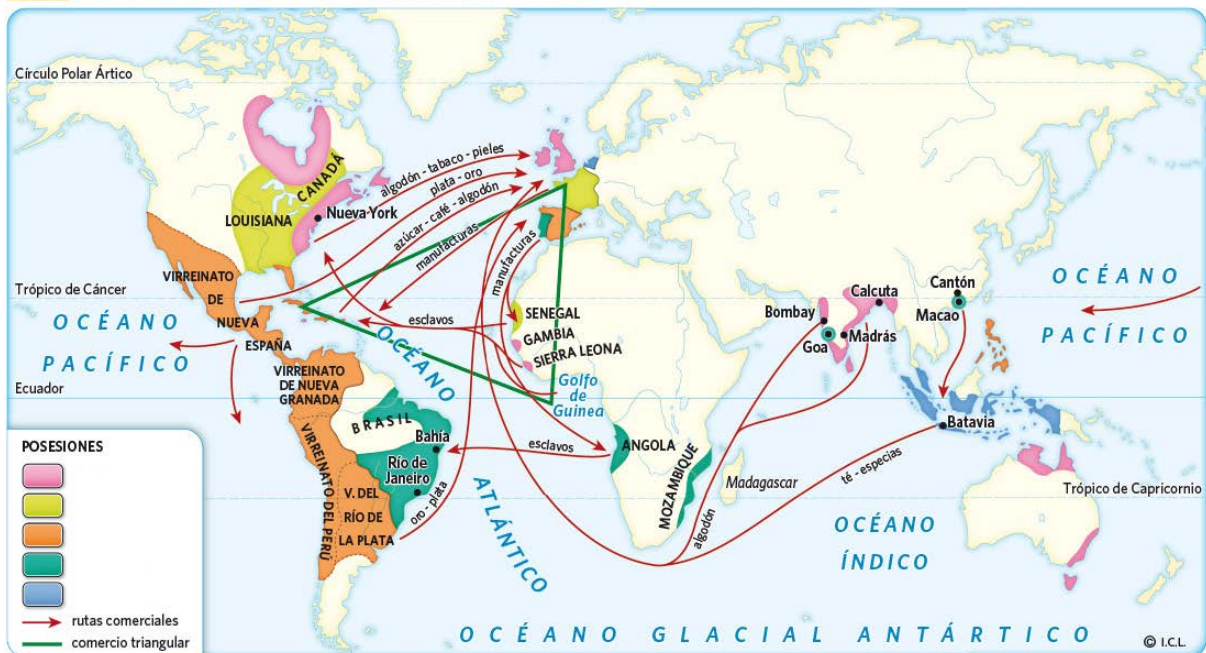 Círculo Polar Ártico
CANADÁ
LOUISIANA
Nueva York
algodón - tabaco - pieles
plata - oro
azúcar - café - algodón
manufacturas
manufacturas
VIRREINATO
DE
NUEVA
ESPAÑA
Trópico de Cáncer
OCÉANO
PACÍFICO
Ecuador
esclavos
SENEGAL
GAMBIA
SIERRA LEONA
Golfo de
Guinea
OCÉANO
ATLÁNTICO
VIRREINATO
DE NUEVA
GRANADA
BRASIL
Bahía
Río de
Janeiro
VIRREINATO DEL PERÚ
V. DEL
RÍO DE
LA PLATA
oro - plata
esclavos
ANGOLA
MOZAMBIQUE
Madagascar
algodón
té - especias
Bombay
Goa
Calcuta
Madrás
Cantón
Macao
Batavia
OCÉANO
PACÍFICO
Trópico de Capricornio
OCÉANO
ÍNDICO
OCÉANO GLACIAL ANTÁRTICO
POSESIONES
rutas comerciales
comercio triangular
© I.C.L.